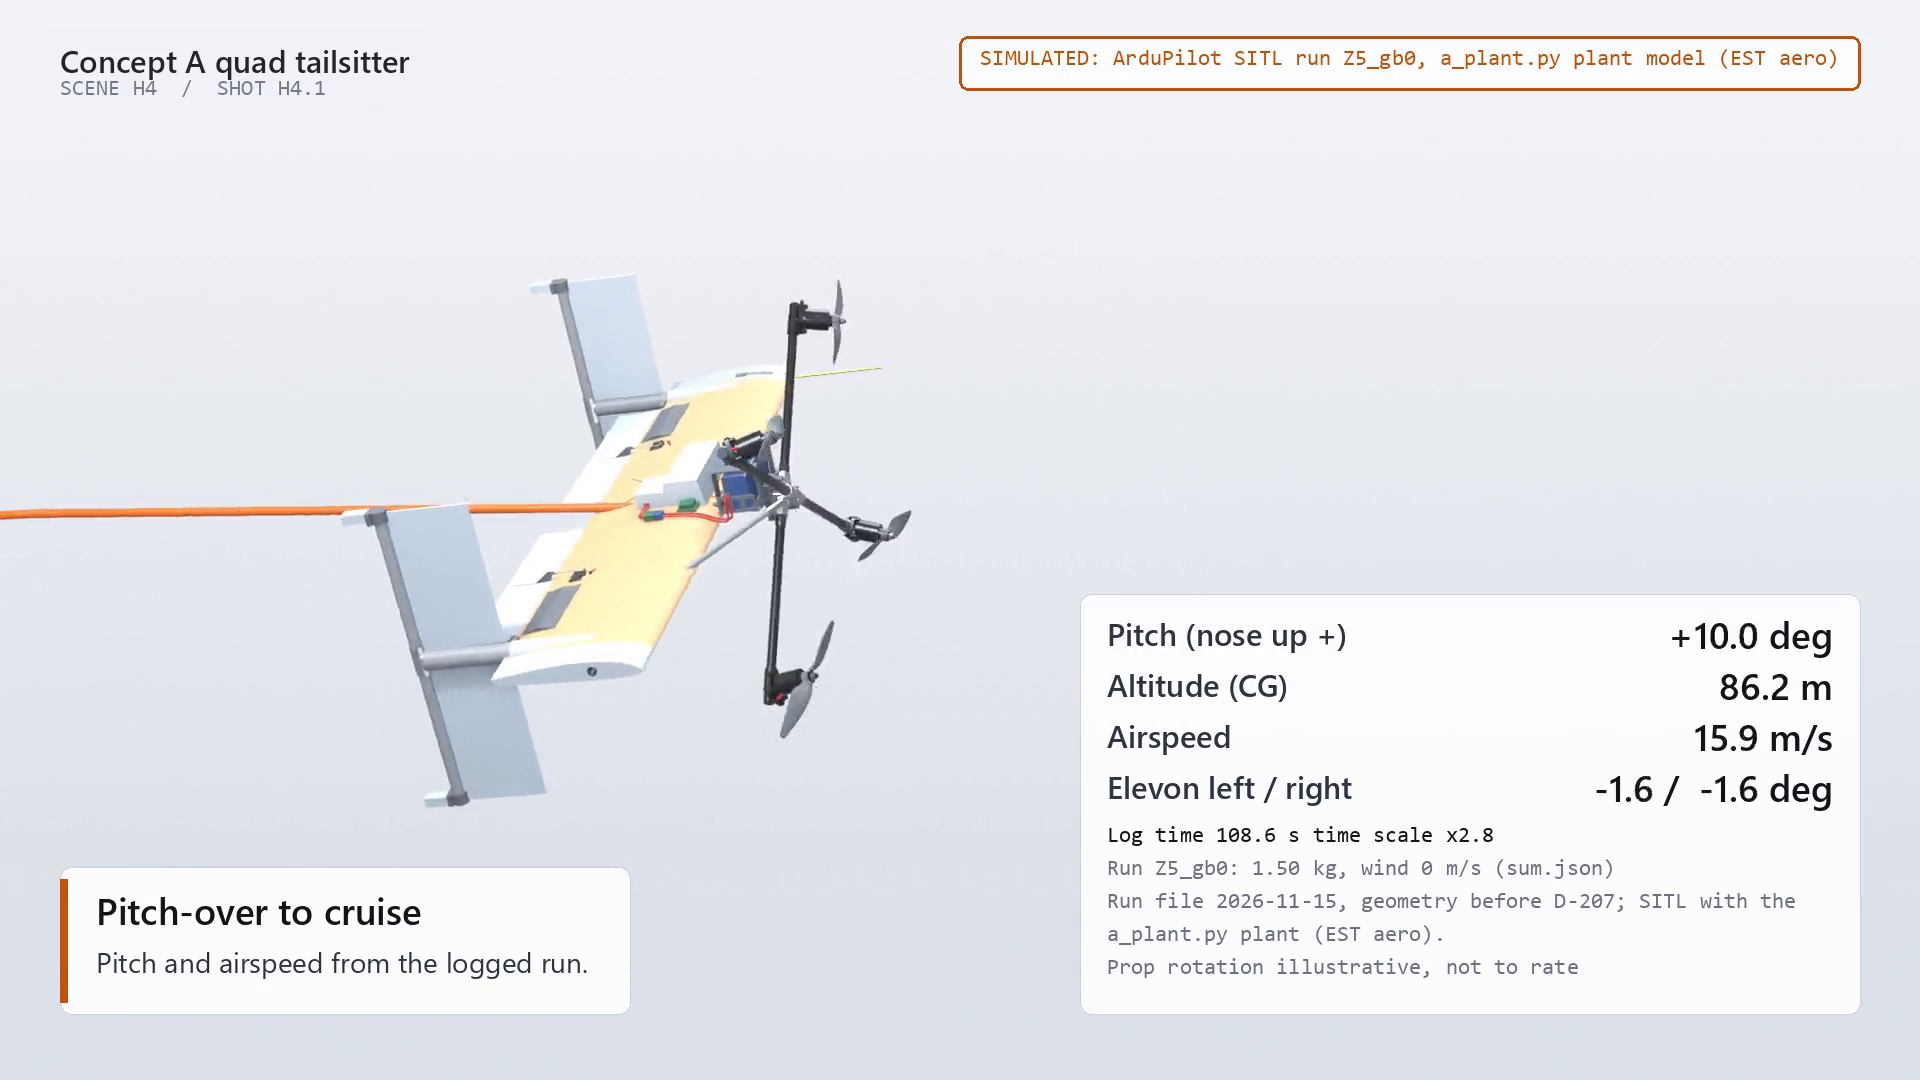 Concept A quad tailsitter
SCENE H4 / SHOT H4.1
SIMULATED: ArduPilot SITL run Z5_gb0, a_plant.py plant model (EST aero)
Pitch (nose up +) +10.0 deg
Altitude (CG) 86.2 m
Airspeed 15.9 m/s
Elevon left / right -1.6 / -1.6 deg
Log time 108.6 s time scale x2.8
Run Z5_gb0: 1.50 kg, wind 0 m/s (sum.json)
Run file 2026-11-15, geometry before D-207; SITL with the
a_plant.py plant (EST aero).
Prop rotation illustrative, not to rate
Pitch-over to cruise
Pitch and airspeed from the logged run.